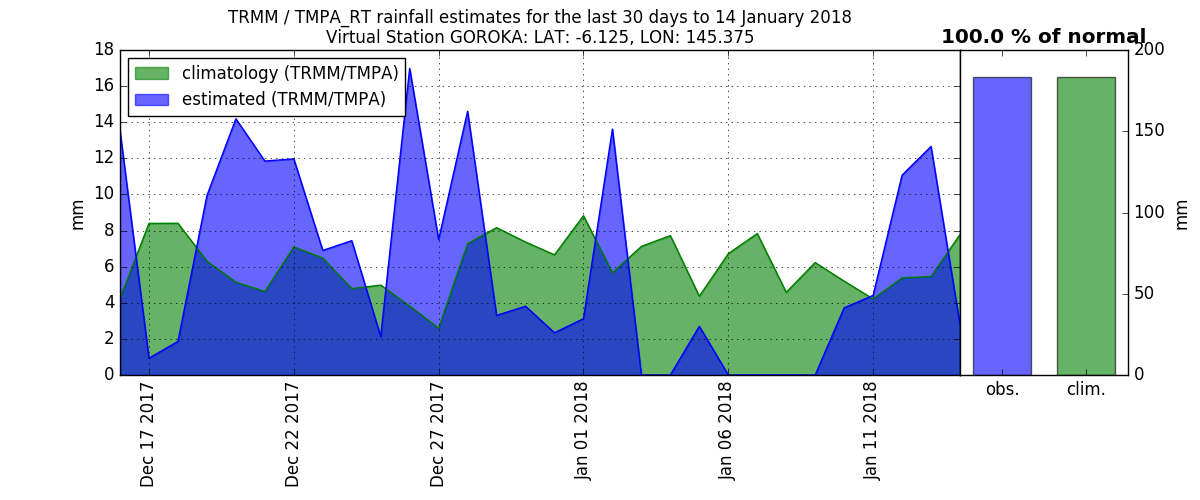 TRMM / TMPA_RT rainfall estimates for the last 30 days to 14 January 2018
Virtual Station GOROKA: LAT: -6.125, LON: 145.375
100.0 % of normal
climatology (TRMM/TMPA)
estimated (TRMM/TMPA)
18
16
14
12
10
8
6
4
2
0
mm
Dec 17 2017
Dec 22 2017
Dec 27 2017
Jan 01 2018
Jan 06 2018
Jan 11 2018
200
150
100
50
0
mm
obs.
clim.